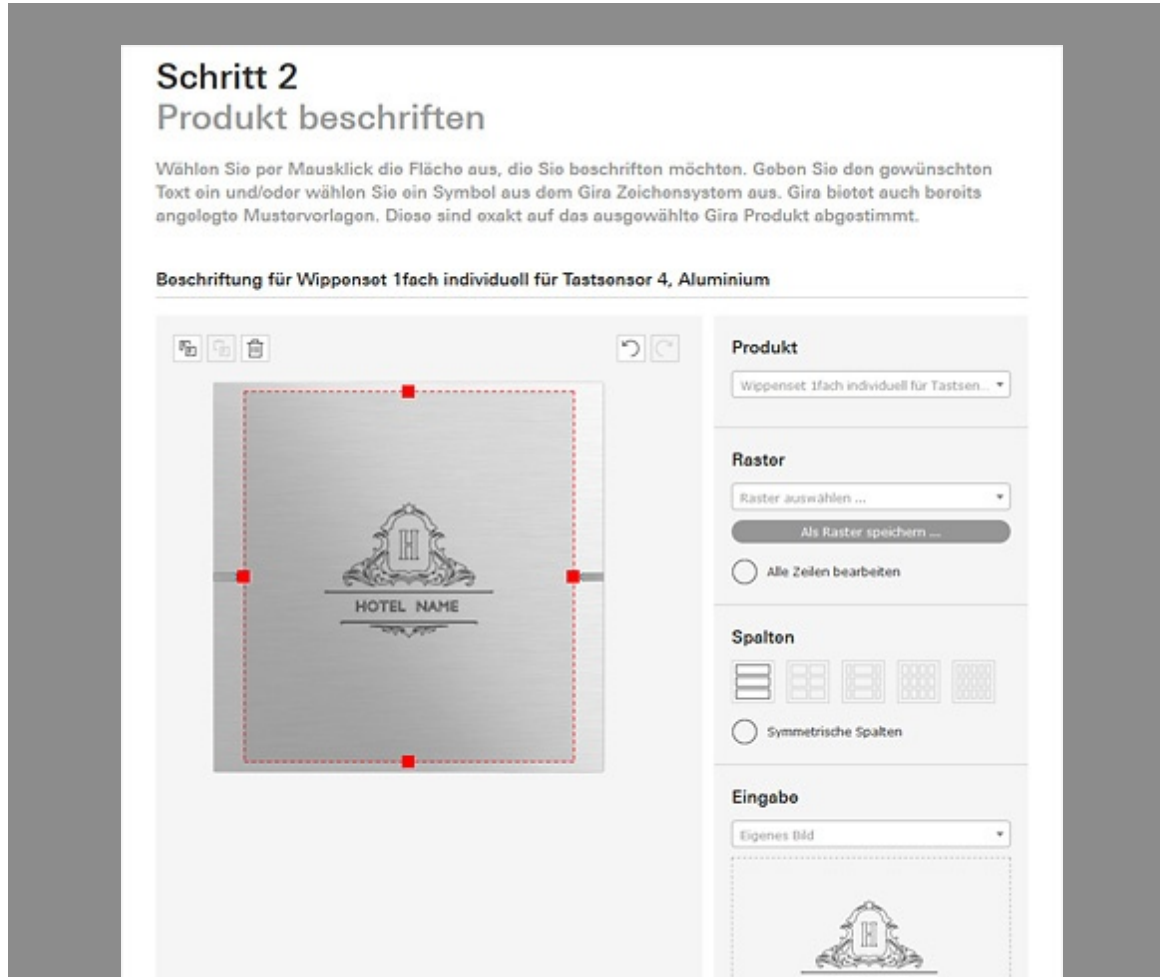 Schritt 2
Produkt beschriften
Wählen Sie per Mausklick die Fläche aus, die Sie beschriften möchten. Geben Sie den gewünschten
Text ein und/oder wählen Sie ein Symbol aus dem Gira Zeichensystem aus. Gira bietet auch bereits
angelegte Mustervorlagen. Diese sind exakt auf das ausgewählte Gira Produkt abgestimmt.
Beschriftung für Wippenset 1fach individuell für Tastsensor 4, Aluminium
H
HOTEL NAME
Produkt
Wippenset 1fach individuell für Tastsen...
Raster
Raster auswählen ...
Als Raster speichern ...
Alle Zeilen bearbeiten
Spalten
Symmetrische Spalten
Eingabe
Eigenes Bild
H